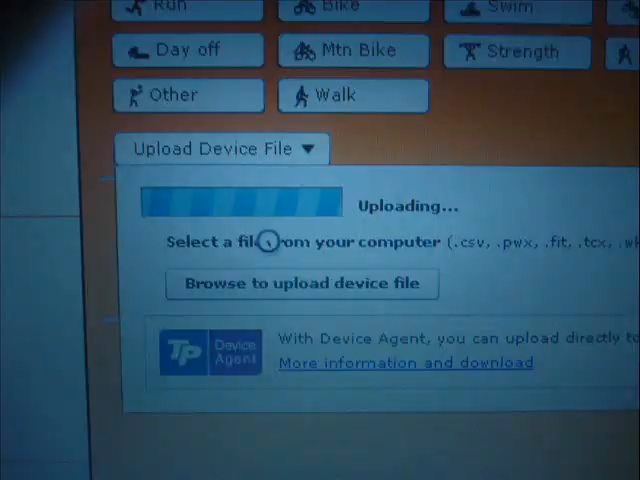 Run Bike Swim
Day off Mtn Bike Strength
Other Walk
Upload Device File
Uploading...
Select a file from your computer (.csv, .pwx, .fit, .tcx,
Browse to upload device file
TP Device Agent
With Device Agent, you can upload directly to
More information and download